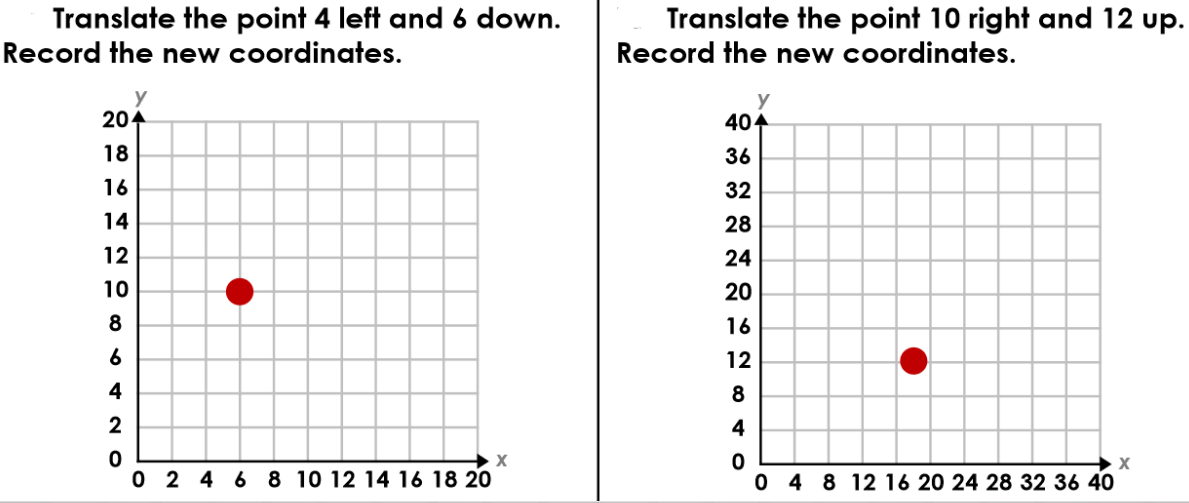 Translate the point 4 left and 6 down.
Record the new coordinates.
y
20
18
16
14
12
10
8
6
4
2
0
0 2 4 6 8 10 12 14 16 18 20
x
Translate the point 10 right and 12 up.
Record the new coordinates.
y
40
36
32
28
24
20
16
12
8
4
0
0 4 8 12 16 20 24 28 32 36 40
x